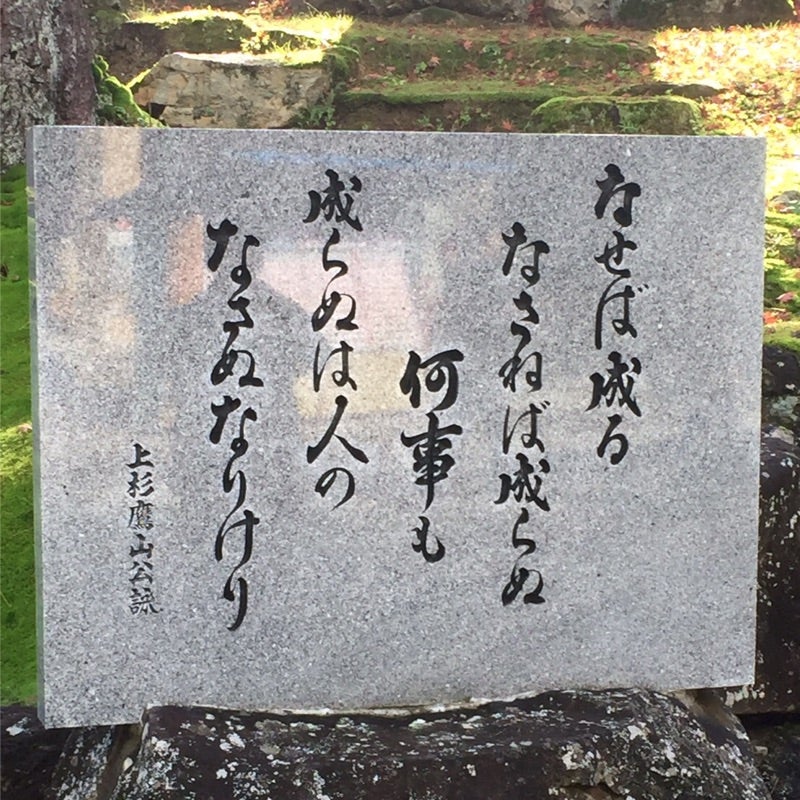 なせば成る
なさねば成らぬ
何事も
成らぬは人の
なさぬなりけり
上杉鷹山公詠